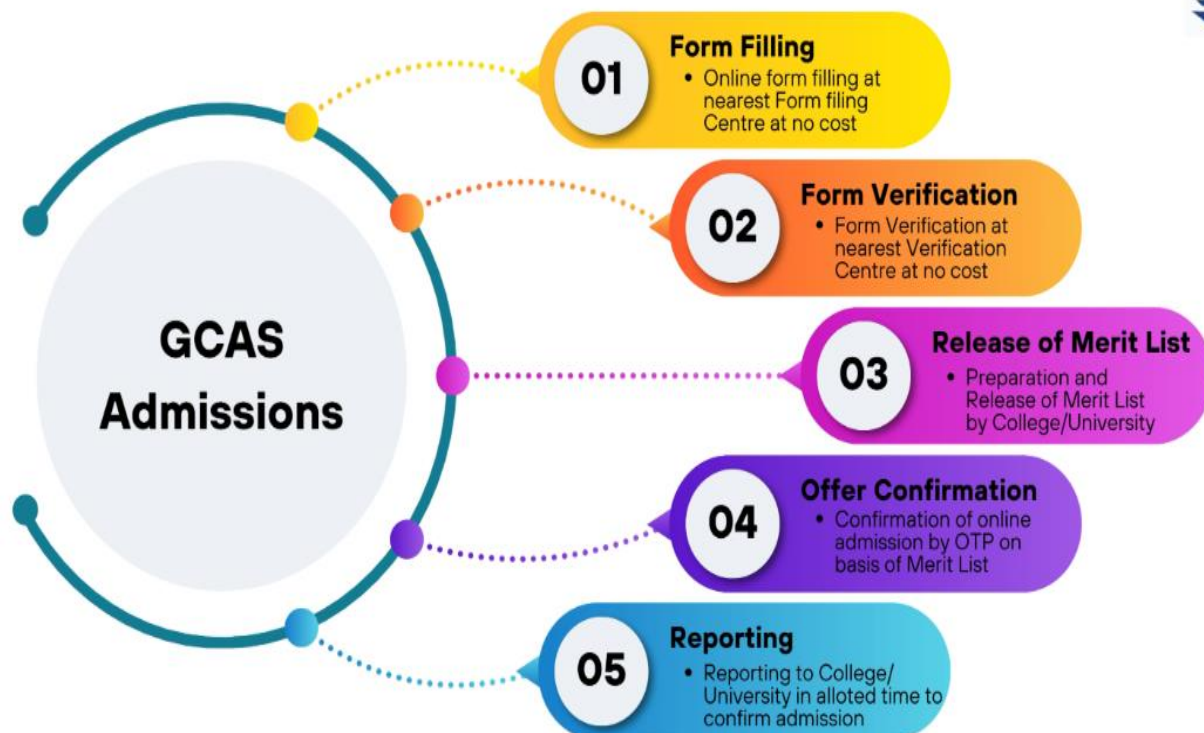 GCAS
Admissions
01
Form Filling
• Online form filling at
nearest Form filing
Centre at no cost
02
Form Verification
• Form Verification at
nearest Verification
Centre at no cost
03
Release of Merit List
• Preparation and
Release of Merit List
by College/University
04
Offer Confirmation
• Confirmation of online
admission by OTP on
basis of Merit List
05
Reporting
• Reporting to College/
University in alloted time to
confirm admission